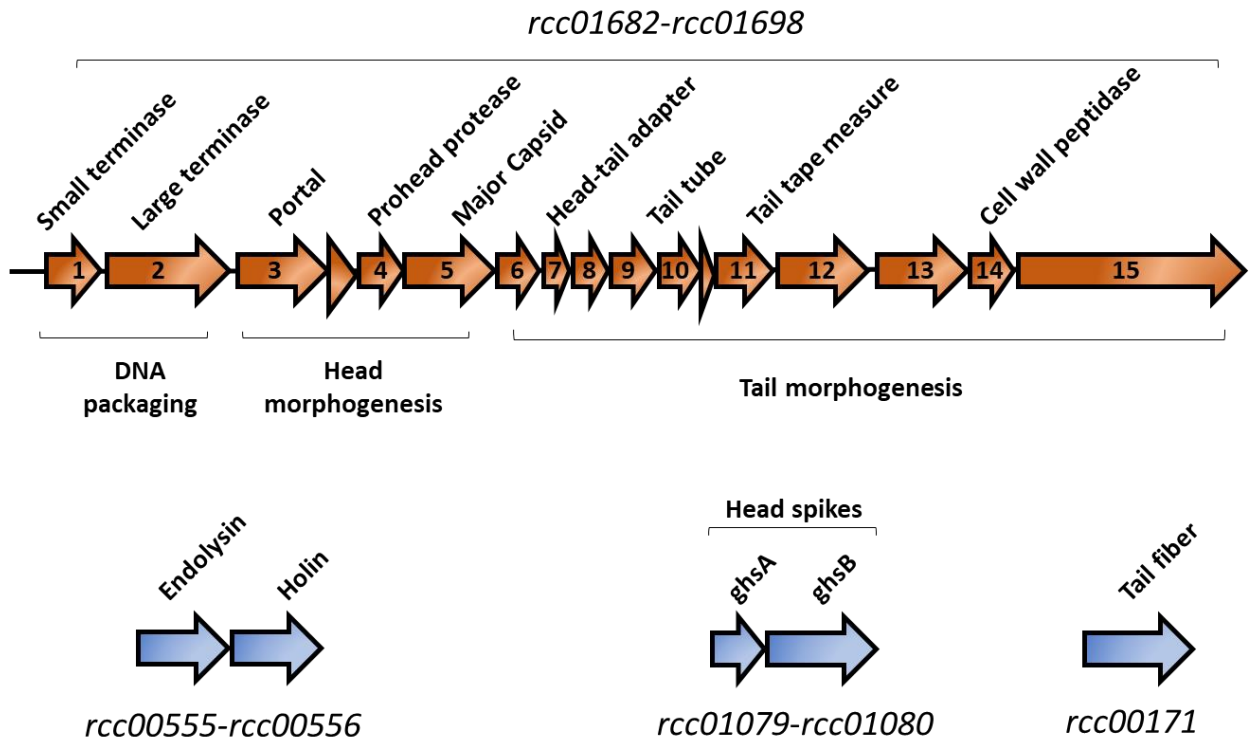 rcc01682-rcc01698
Small terminase
Large terminase
Portal
Prohead protease
Major Capsid
Head-tail adapter
Tail tube
Tail tape measure
Cell wall peptidase
1
2
3
4
5
6
7
8
9
10
11
12
13
14
15
DNA
packaging
Head
morphogenesis
Tail morphogenesis
Endolysin
Holin
rcc00555-rcc00556
Head spikes
ghsA
ghsB
rcc01079-rcc01080
Tail fiber
rcc00171